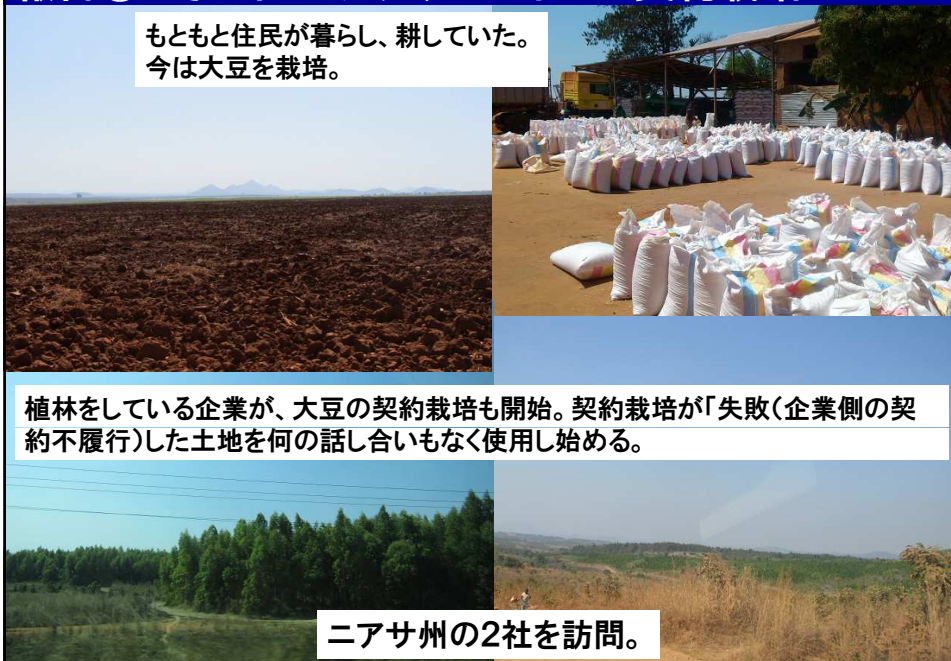 もともと住民が暮らし、耕していた。
今は大豆を栽培。
植林をしている企業が、大豆の契約栽培も開始。契約栽培が「失敗(企業側の契
約不履行)した土地を何の話し合いもなく使用し始める。
ニアサ州の2社を訪問。